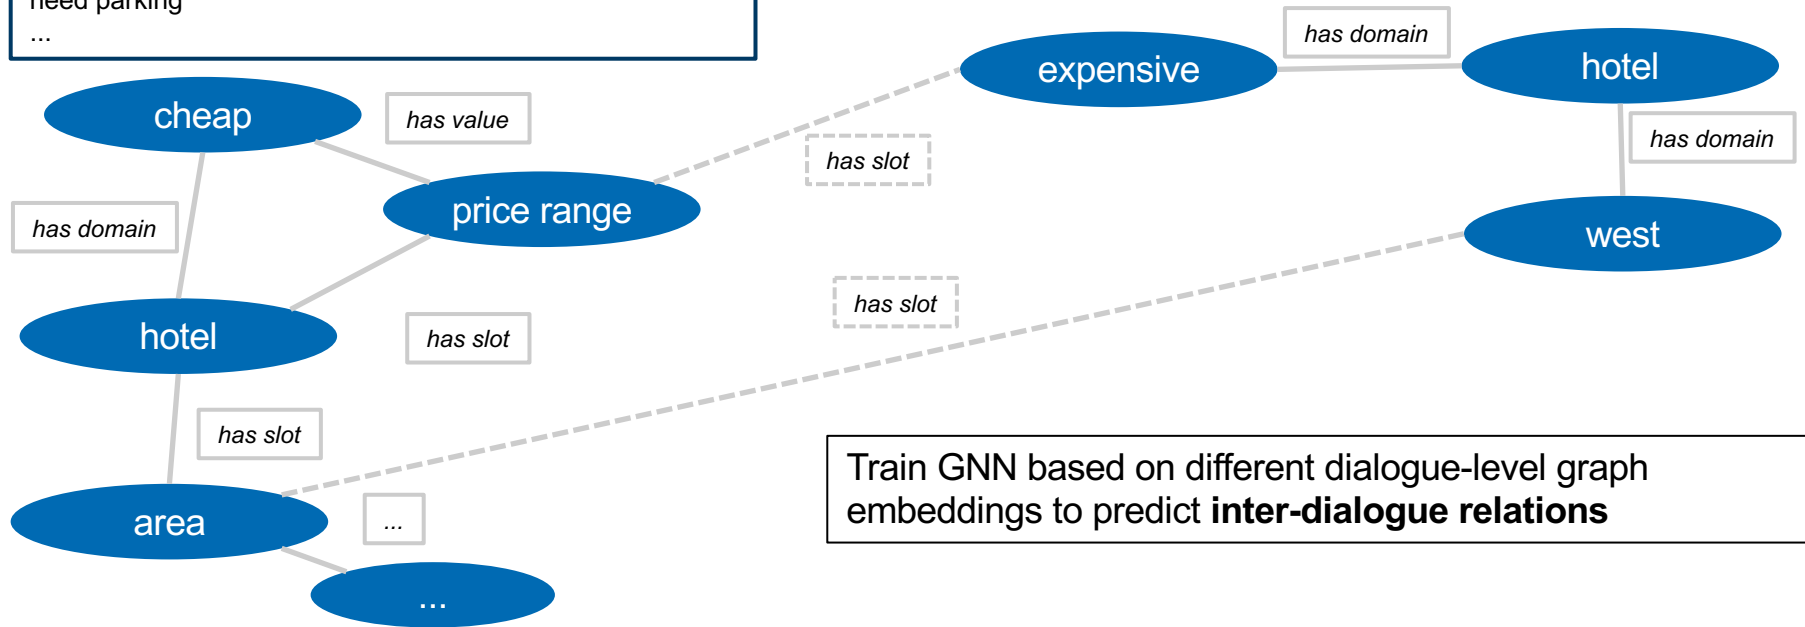 need parking
...
has domain
expensive
hotel
cheap
has value
has domain
has slot
price range
has domain
west
has slot
hotel
has slot
has slot
Train GNN based on different dialogue-level graph
embeddings to predict inter-dialogue relations
area
...
...